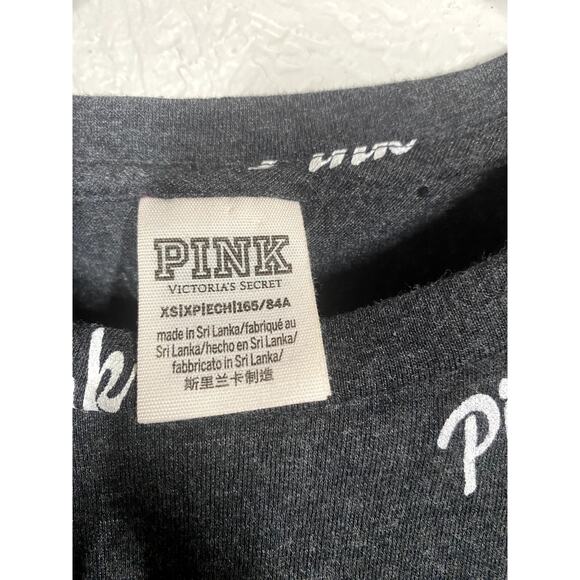 PINK
VICTORIA'S SECRET
XS|XP|ECH|165/84A
made in Sri Lanka/fabriqué au
Sri Lanka/hecho en Sri Lanka/
fabbricato in Sri Lanka/
斯里兰卡制造